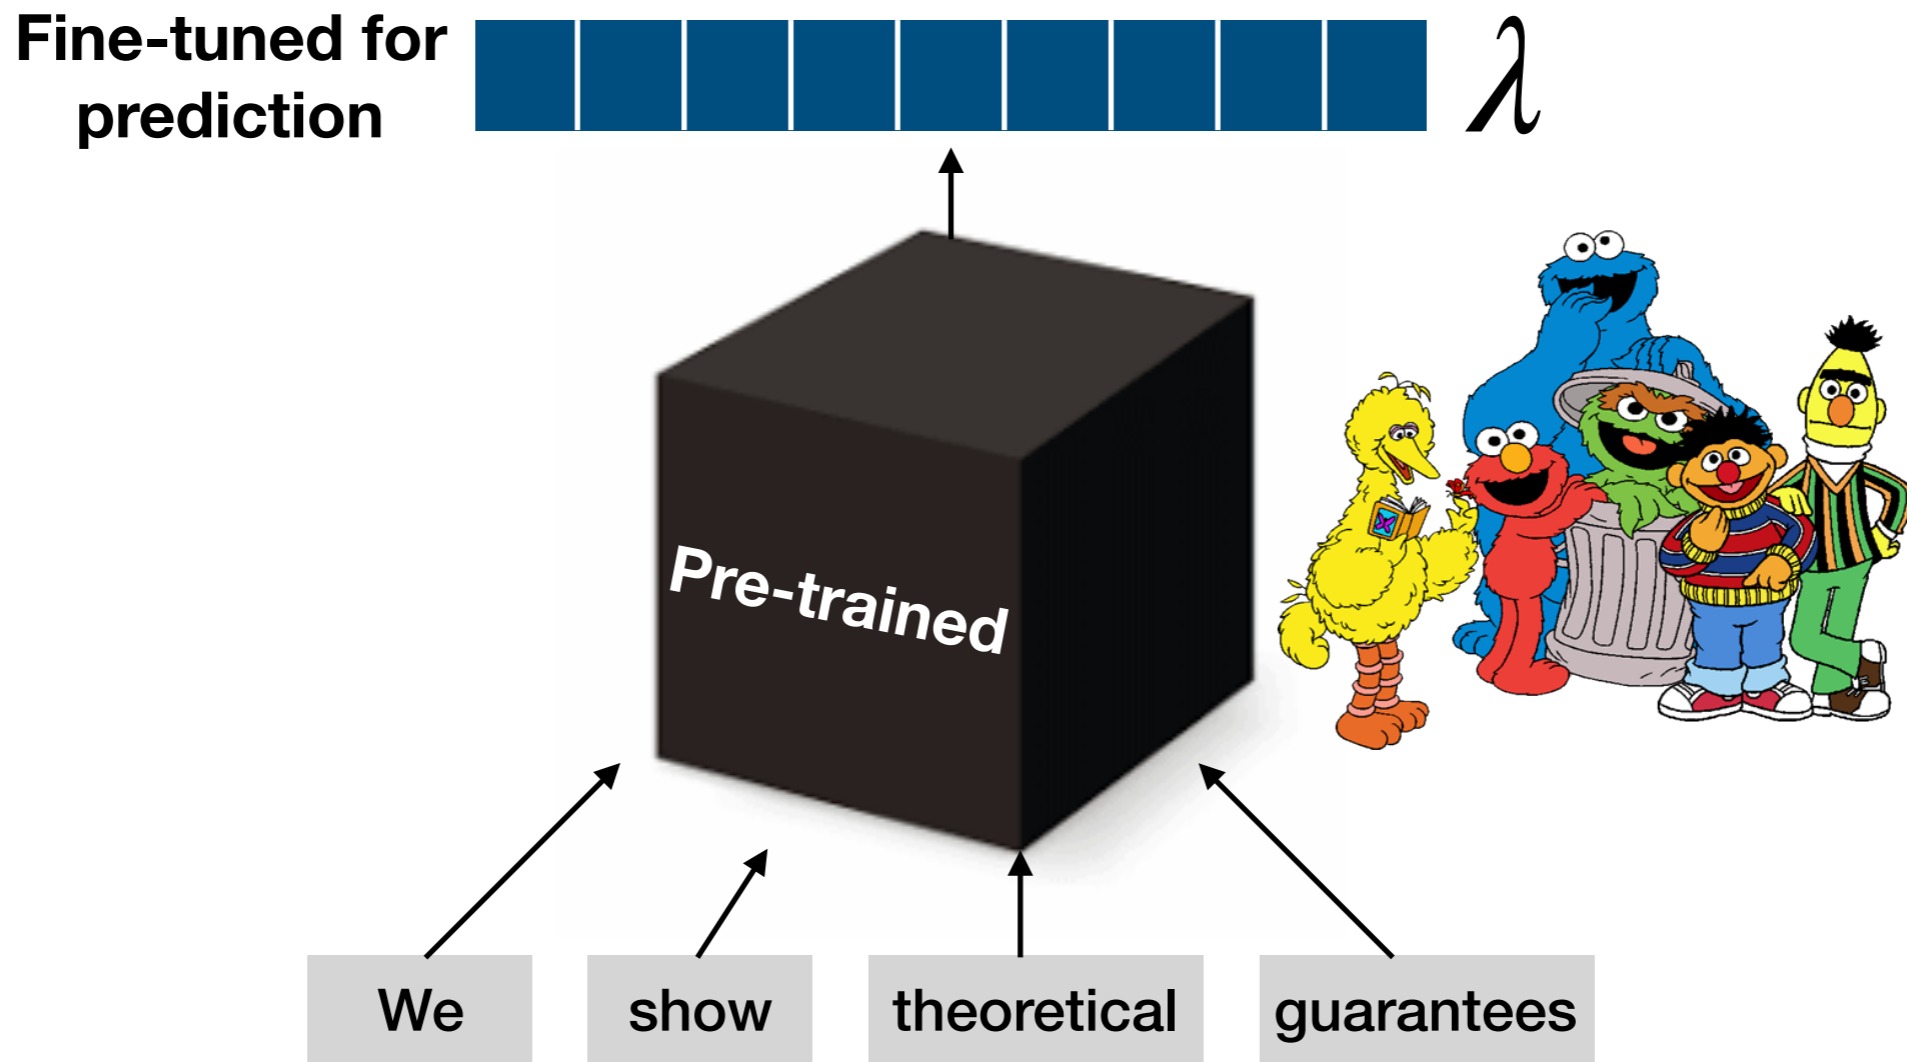 Fine-tuned for
prediction
λ
Pre-trained
We show theoretical guarantees